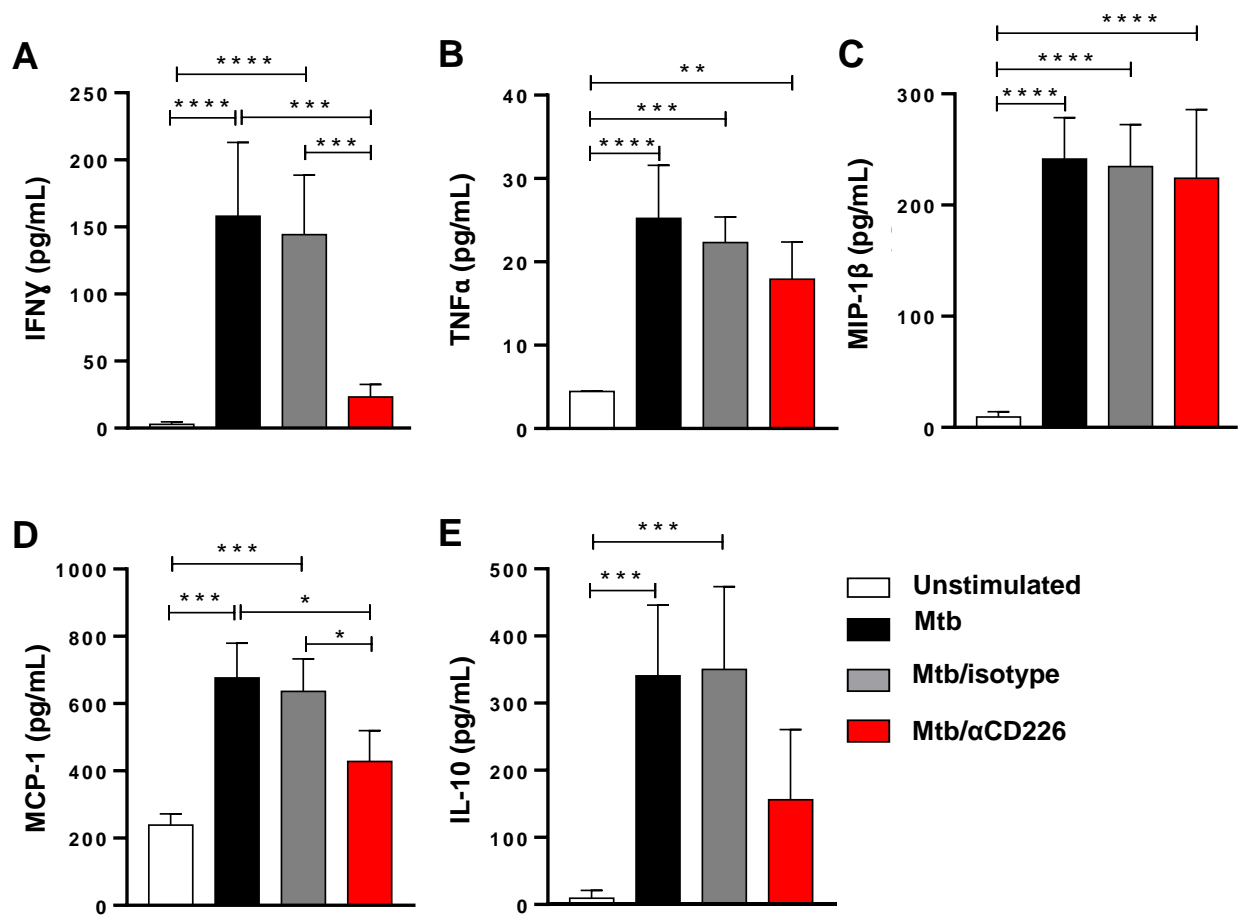 A
B
C
* * * *
* * * *
* * *
* * *
IFNɣ (pg/mL)
250
200
150
100
50
0
* *
* * *
* * * *
TNFα (pg/mL)
40
30
20
10
0
* * * *
* * * *
* * * *
MIP-1β (pg/mL)
300
200
100
0
D
E
* * *
* * *
*
*
MCP-1 (pg/mL)
1000
800
600
400
200
0
* * *
* * *
IL-10 (pg/mL)
500
400
300
200
100
0
Unstimulated
Mtb
Mtb/isotype
Mtb/αCD226